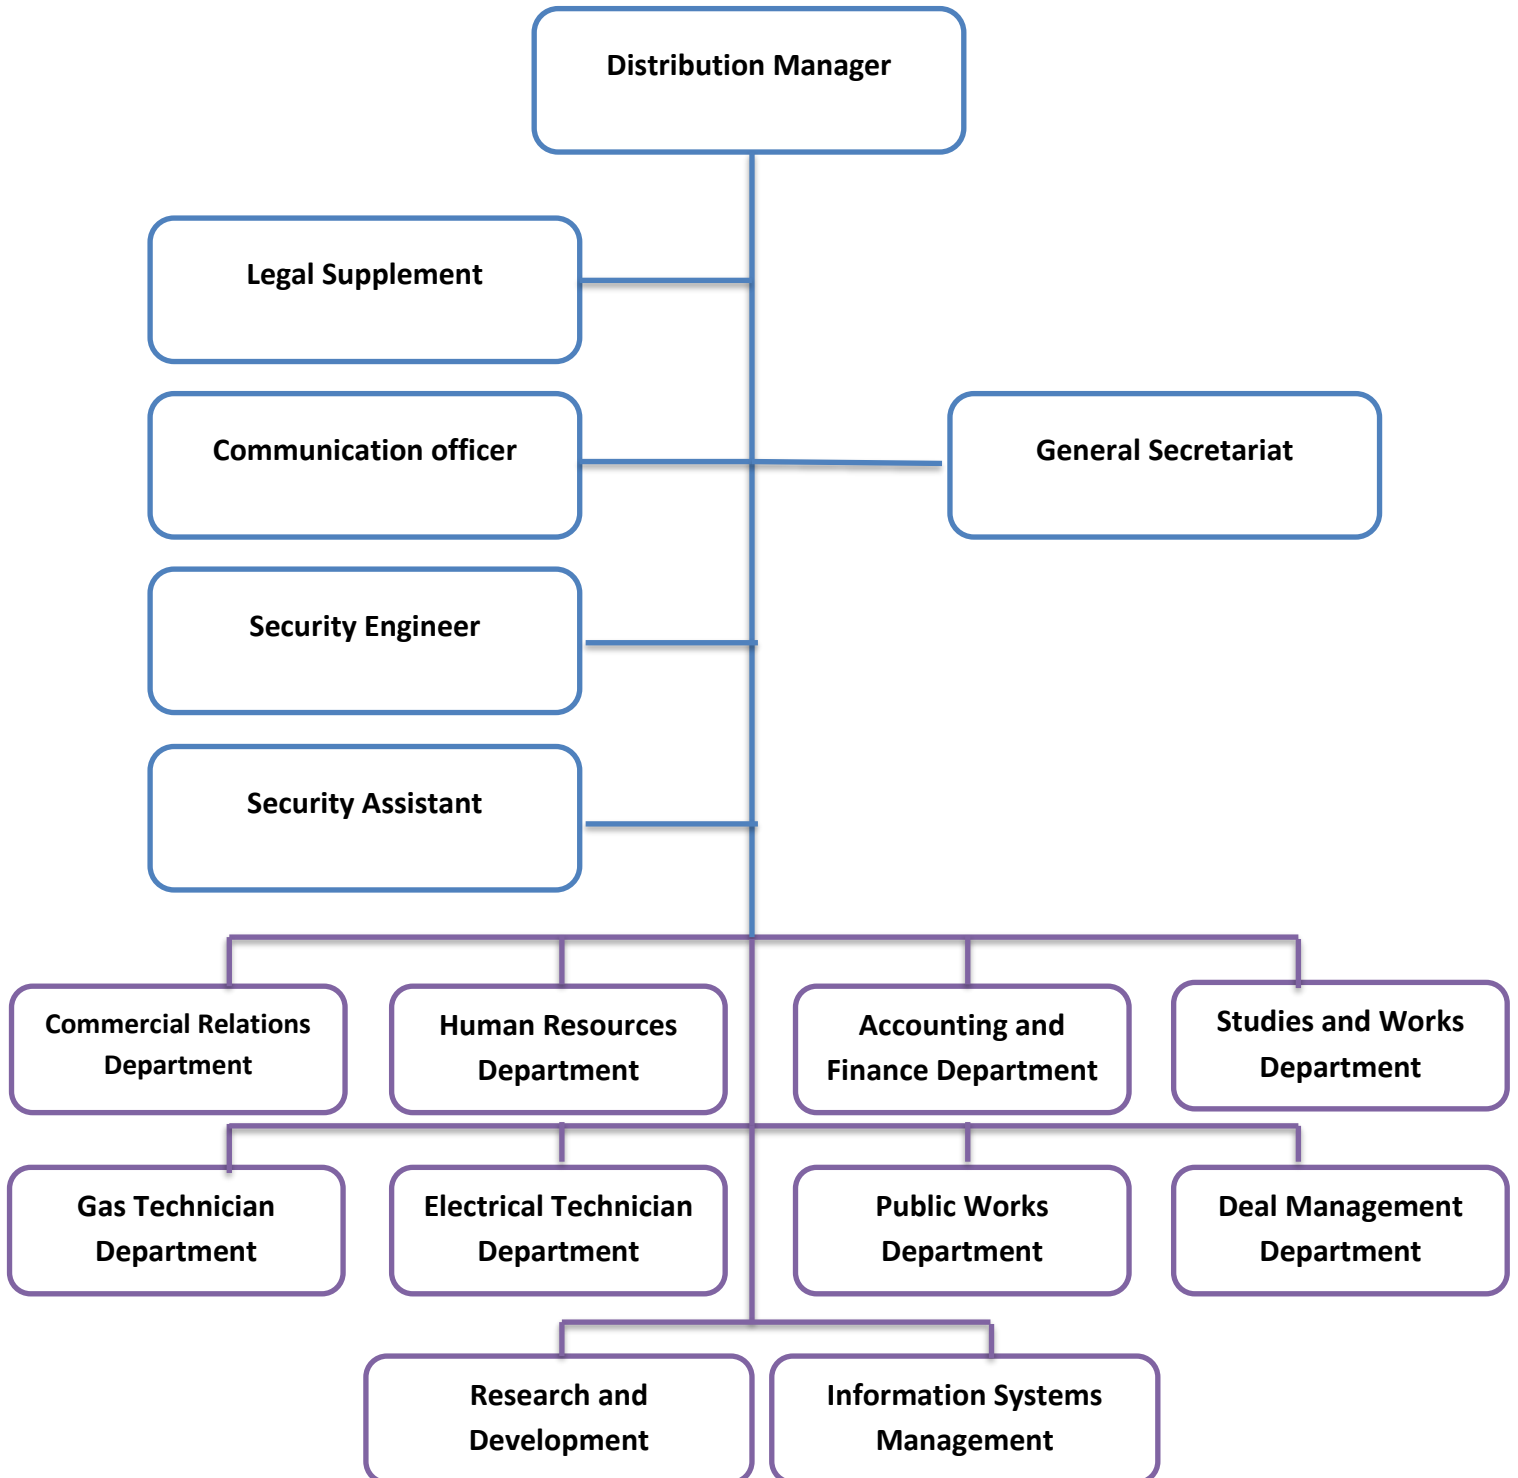 Distribution Manager
Legal Supplement
Communication officer
General Secretariat
Security Engineer
Security Assistant
Commercial Relations
Department
Human Resources
Department
Accounting and
Finance Department
Studies and Works
Department
Gas Technician
Department
Electrical Technician
Department
Public Works
Department
Deal Management
Department
Research and
Development
Information Systems
Management